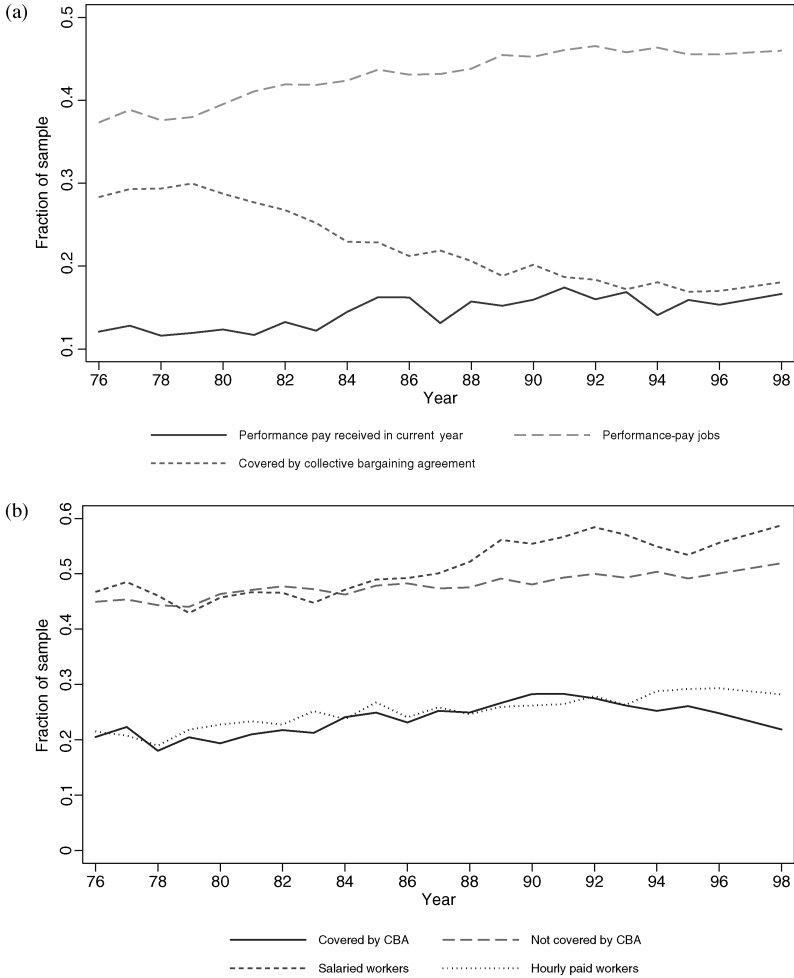 (a)
0.5
0.4
0.3
0.2
0.1
Fraction of sample
76 78 80 82 84 86 88 90 92 94 96 98
Year
Performance pay received in current year
Performance-pay jobs
Covered by collective bargaining agreement
(b)
0.6
0.5
0.4
0.3
0.2
0.1
0
Fraction of sample
76 78 80 82 84 86 88 90 92 94 96 98
Year
Covered by CBA
Not covered by CBA
Salaried workers
Hourly paid workers